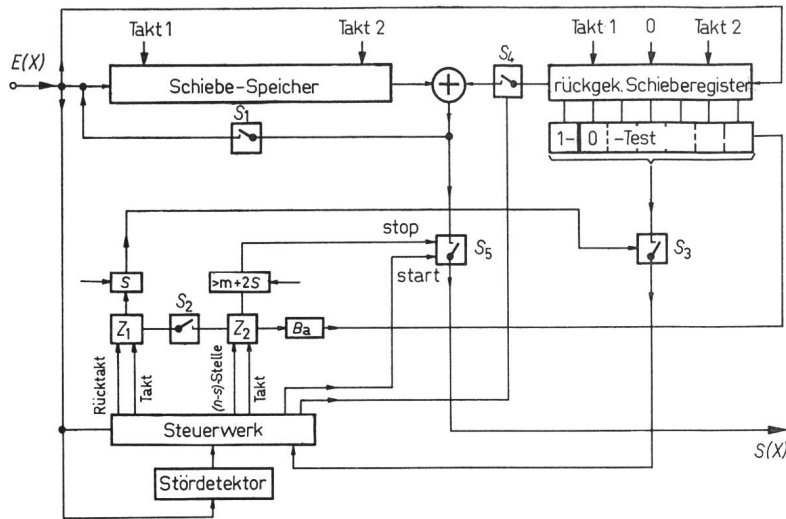 Takt 1
Takt 2
S4
Takt 1
0
Takt 2
E(X)
Schiebe-Speicher
+
rückgek. Schieberegister
S1
1-
0
-Test
stop
S5
S3
start
S
>m+2S
S2
Z1
Z2
Ba
Rücktakt
Takt
(n-s)-Stelle
Takt
Steuerwerk
S(X)
Stördetektor